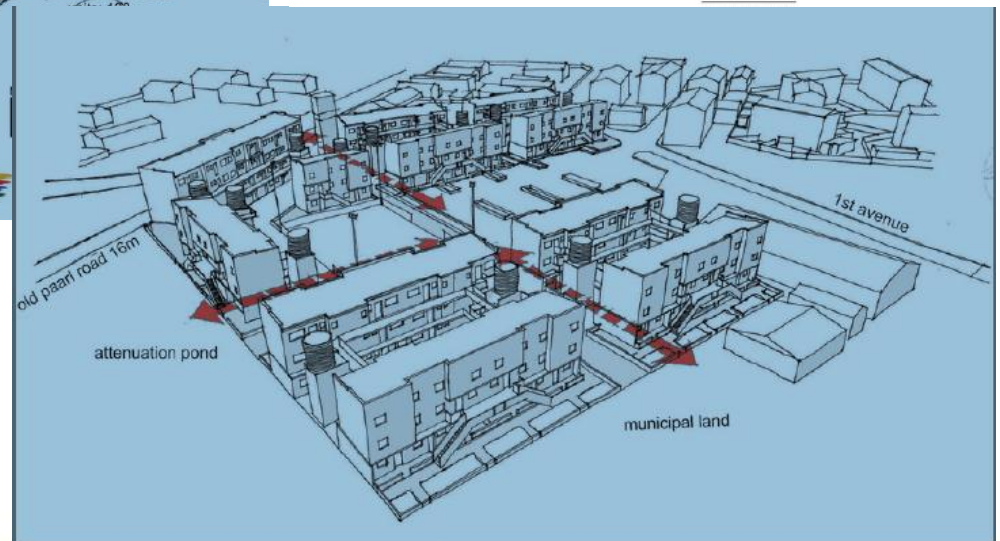 1st avenue
old paarl road 16m
attenuation pond
municipal land